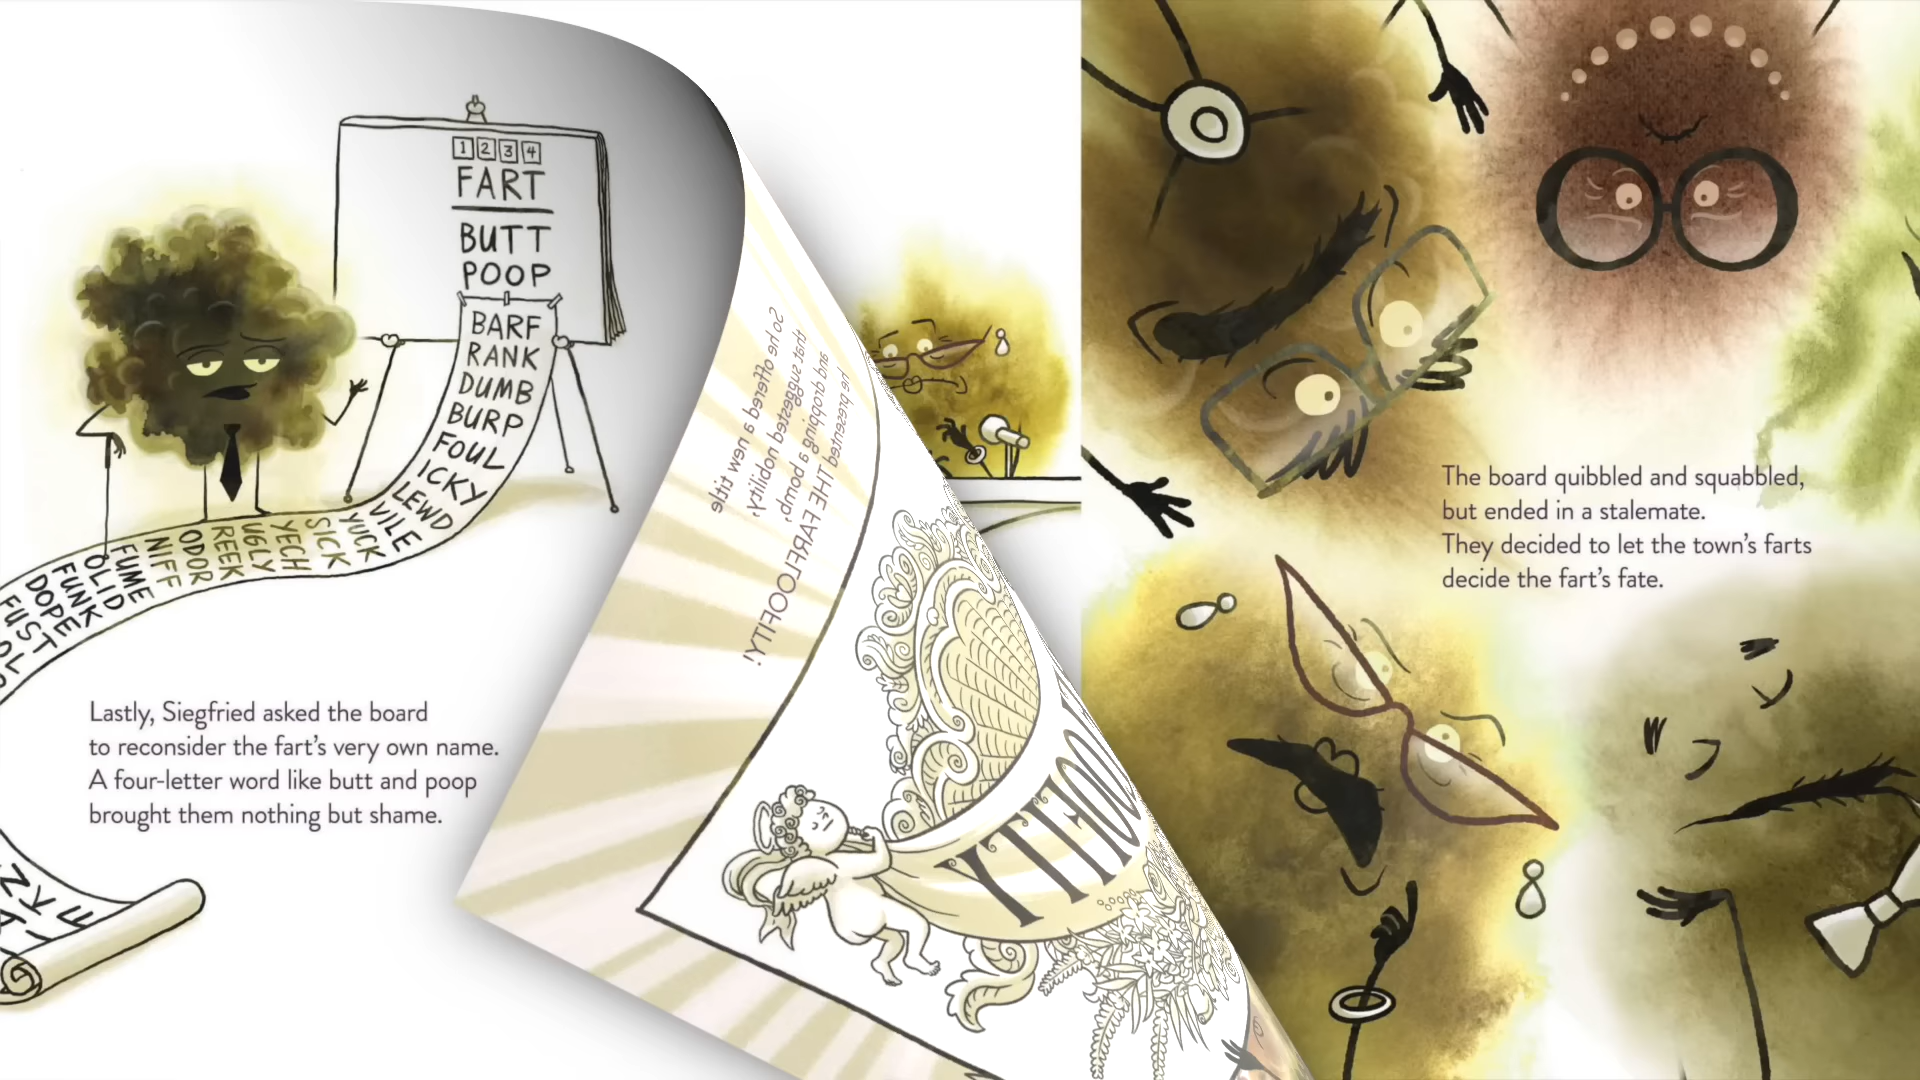 1 2 3 4
FART
BUTT
POOP
BARF
RANK
DUMB
BURP
FOUL
ICKY
LEWD
VILE
YUCK
SICK
YECH
UGLY
REEK
ODOR
NIFF
FUME
OLID
FUNK
DOPE
FUST
Lastly, Siegfried asked the board
to reconsider the fart's very own name.
A four-letter word like butt and poop
brought them nothing but shame.
So he offered a new title
that suggested nobility,
and dropping a bomb,
he presented THE FARFLOOFITY!
The board quibbled and squabbled,
but ended in a stalemate.
They decided to let the town's farts
decide the fart's fate.